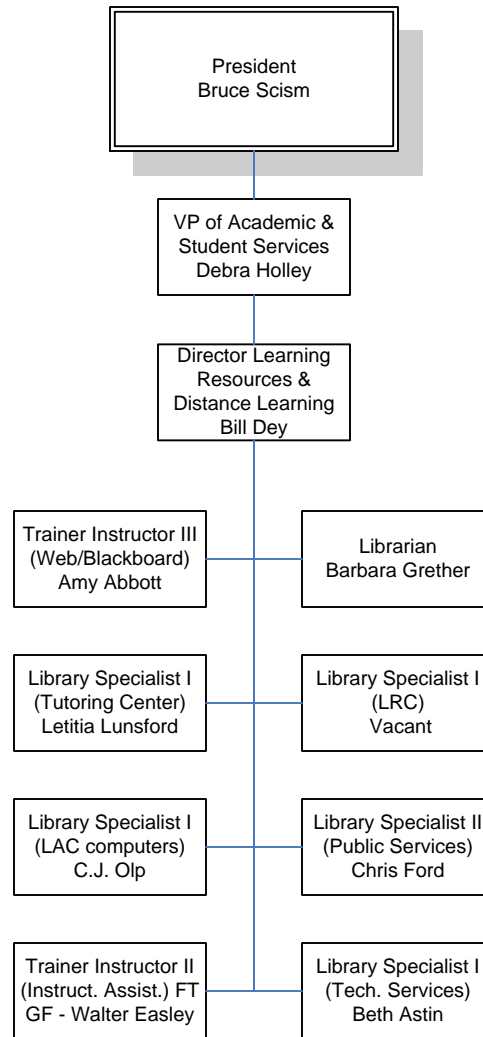 President
Bruce Scism
VP of Academic &
Student Services
Debra Holley
Director Learning
Resources &
Distance Learning
Bill Dey
Trainer Instructor III
(Web/Blackboard)
Amy Abbott
Librarian
Barbara Grether
Library Specialist I
(Tutoring Center)
Letitia Lunsford
Library Specialist I
(LRC)
Vacant
Library Specialist I
(LAC computers)
C.J. Olp
Library Specialist II
(Public Services)
Chris Ford
Trainer Instructor II
(Instruct. Assist.) FT
GF - Walter Easley
Library Specialist I
(Tech. Services)
Beth Astin